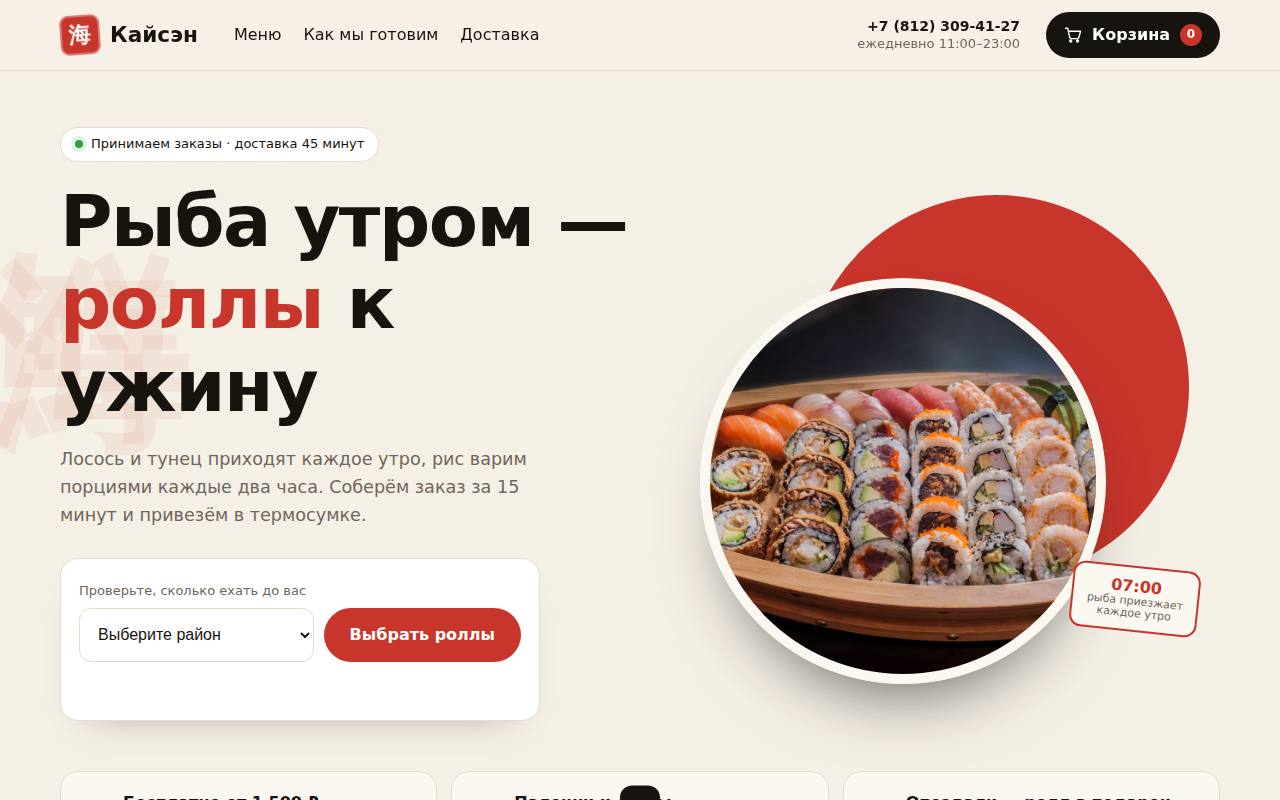 海 Кайсэн Меню Как мы готовим Доставка
+7 (812) 309-41-27
ежедневно 11:00–23:00
Корзина 0
Принимаем заказы · доставка 45 минут
Рыба утром —
роллы к
ужину
海
Лосось и тунец приходят каждое утро, рис варим
порциями каждые два часа. Соберём заказ за 15
минут и привезём в термосумке.
Проверьте, сколько ехать до вас
Выберите район
Выбрать роллы
07:00
рыба приезжает
каждое утро